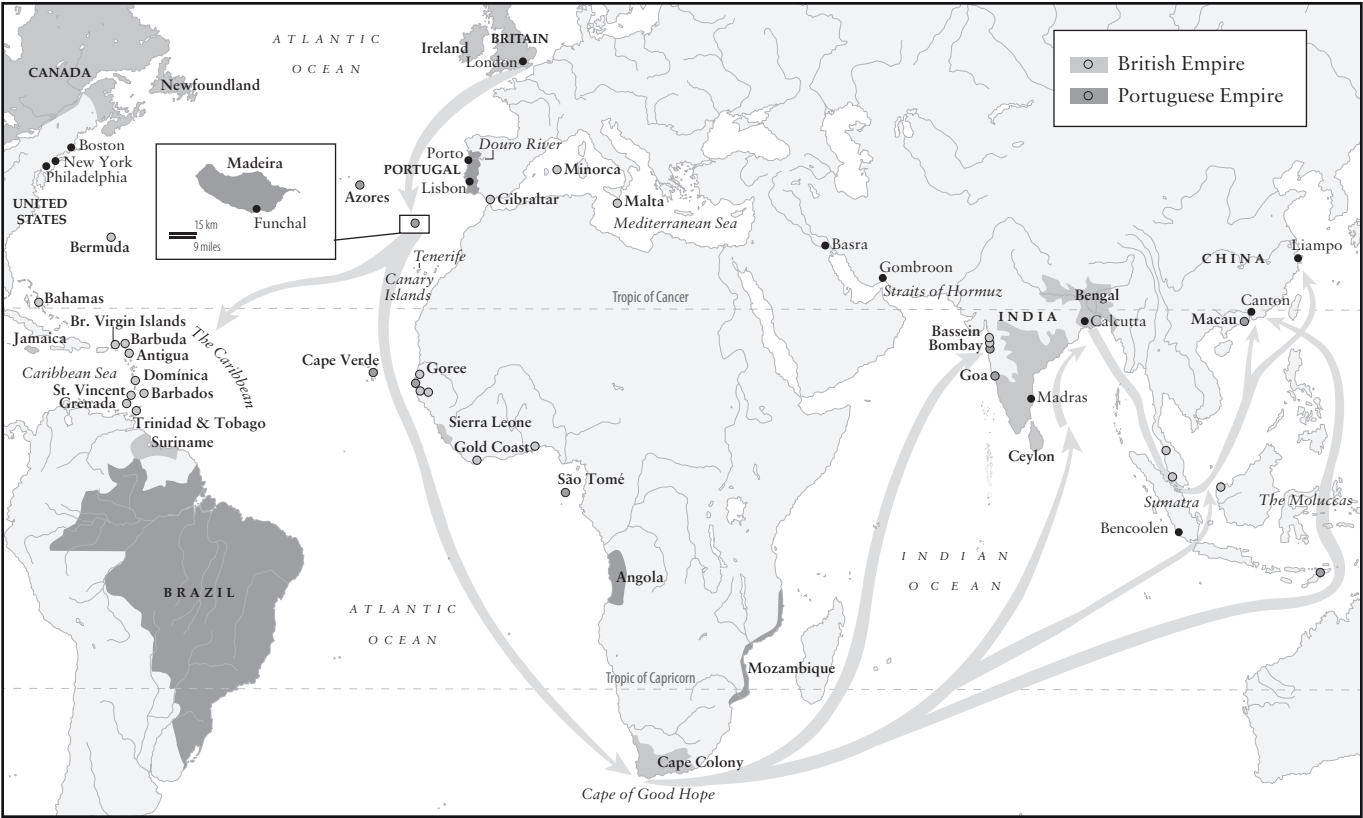 ATLANTIC
OCEAN
Ireland
BRITAIN
London
British Empire
Portuguese Empire
CANADA
Newfoundland
Boston
New York
Philadelphia
UNITED
STATES
Bermuda
Madeira
Funchal
15 km
9 miles
Azores
Porto
Douro River
PORTUGAL
Lisbon
Minorca
Gibraltar
Malta
Mediterranean Sea
Tenerife
Canary
Islands
Basra
Gombroon
Straits of Hormuz
CHINA
Liampo
Canton
Macau
Bengal
Calcutta
INDIA
Bassein
Bombay
Goa
Madras
Ceylon
Tropic of Cancer
Bahamas
Br. Virgin Islands
Jamaica
Barbuda
Antigua
The Caribbean
Caribbean Sea
Domínica
St. Vincent
Barbados
Grenada
Trinidad & Tobago
Suriname
Cape Verde
Goree
Sierra Leone
Gold Coast
São Tomé
Sumatra
The Moluccas
Bencoolen
INDIAN
OCEAN
BRAZIL
ATLANTIC
OCEAN
Angola
Mozambique
Tropic of Capricorn
Cape Colony
Cape of Good Hope